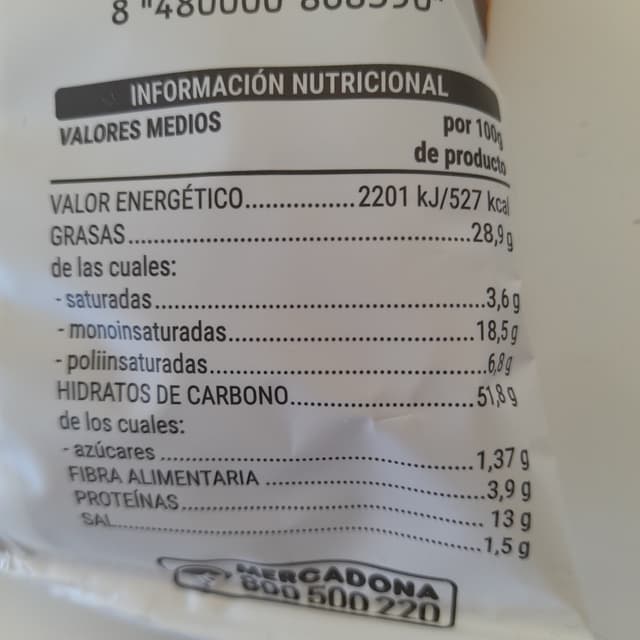 INFORMACIÓN NUTRICIONAL
VALORES MEDIOS por 100g
de producto
VALOR ENERGÉTICO...............2201 kJ/527 kcal
GRASAS...............28,9 g
de las cuales:
- saturadas...............3,6 g
- monoinsaturadas...............18,5 g
- poliinsaturadas...............6,8 g
HIDRATOS DE CARBONO...............51,8 g
de los cuales:
- azúcares...............1,37 g
FIBRA ALIMENTARIA...............3,9 g
PROTEÍNAS...............13 g
SAL...............1,5 g
MERCADONA
800 500 220